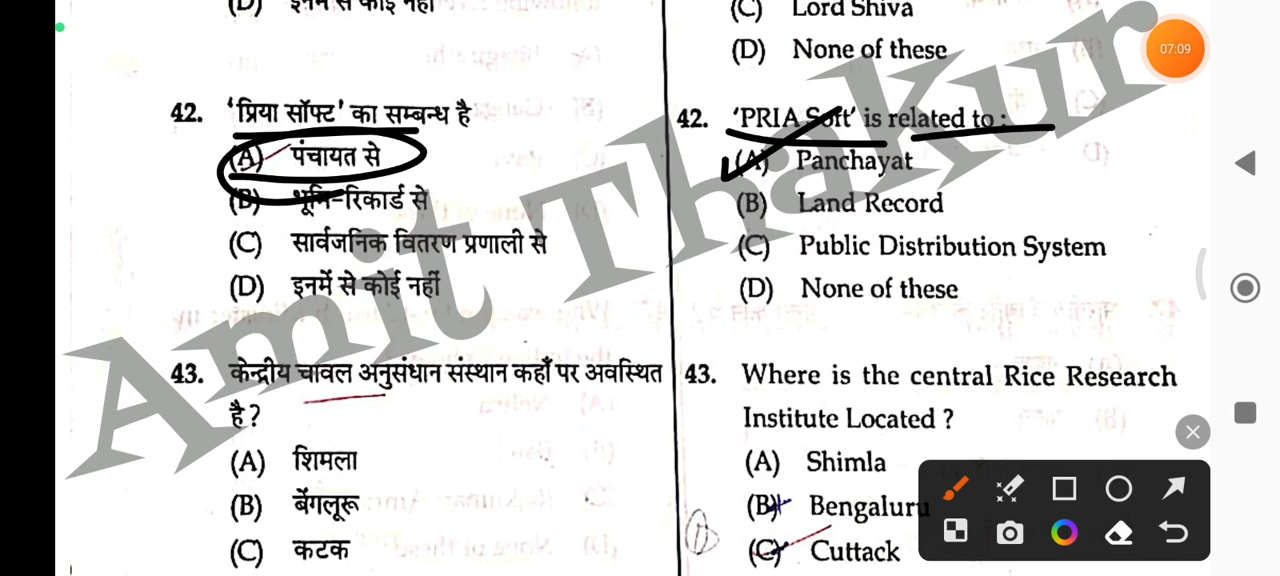 (D) इनमें से कोई नहीं
42. 'प्रिया सॉफ्ट' का सम्बन्ध है
(A) पंचायत से
(B) भूमि-रिकार्ड से
(C) सार्वजनिक वितरण प्रणाली से
(D) इनमें से कोई नहीं
43. केन्द्रीय चावल अनुसंधान संस्थान कहाँ पर अवस्थित
है ?
(A) शिमला
(B) बेंगलूरू
(C) कटक
(C) Lord Shiva
(D) None of these
42. 'PRIA Soft' is related to :
(A) Panchayat
(B) Land Record
(C) Public Distribution System
(D) None of these
43. Where is the central Rice Research
Institute Located ?
(A) Shimla
(B) Bengaluru
(C) Cuttack
Amit Thakur
07:09